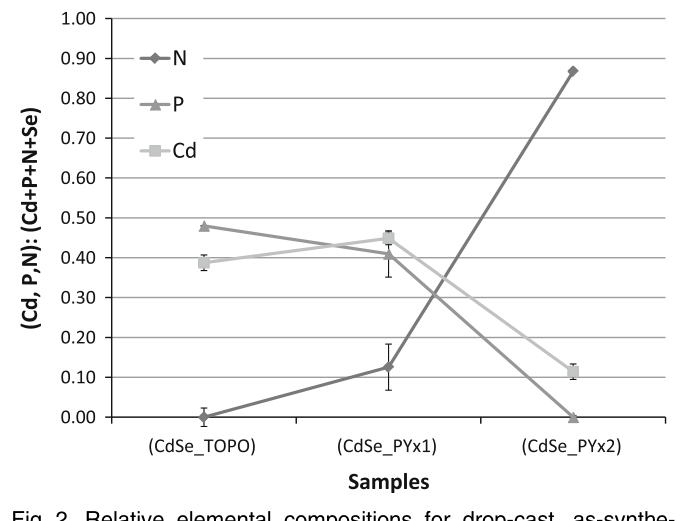 1.00
0.90
0.80
0.70
0.60
0.50
0.40
0.30
0.20
0.10
0.00
N
P
Cd
(Cd, P,N): (Cd+P+N+Se)
(CdSe_TOPO) (CdSe_PYx1) (CdSe_PYx2)
Samples
Fig. 2. Relative elemental compositions for drop-cast, as-synthe-